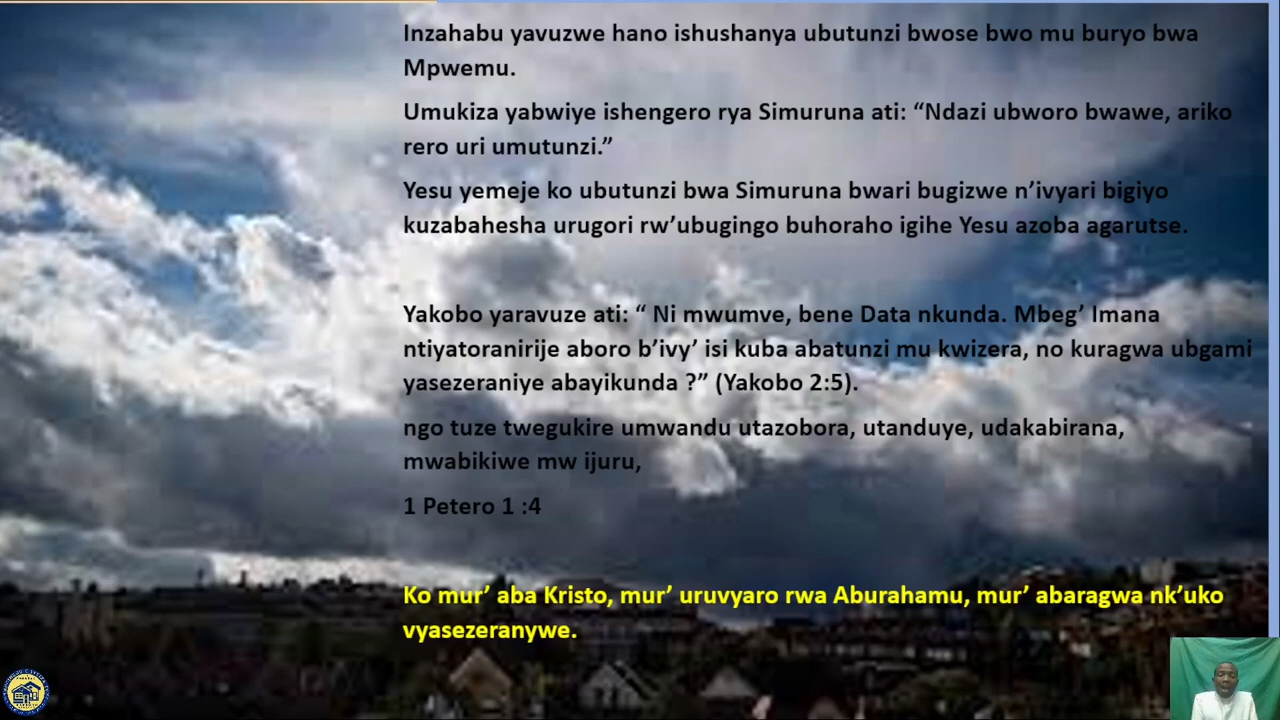 Inzahabu yavuzwe hano ishushanya ubutunzi bwose bwo mu buryo bwa
Mpwemu.
Umukiza yabwiye ishengero rya Simuruna ati: “Ndazi ubworo bwawe, ariko
rero uri umutunzi.”
Yesu yemeje ko ubutunzi bwa Simuruna bwari bugizwe n’ivyari bigiyo
kuzabahesha urugori rw’ubugingo buhoraho igihe Yesu azoba agarutse.
Yakobo yaravuze ati: “ Ni mwumve, bene Data nkunda. Mbeg’ Imana
ntiyatoranirije aboro b’ivy’ isi kuba abatunzi mu kwizera, no kuragwa ubgami
yasezeraniye abayikunda ?” (Yakobo 2:5).
ngo tuze twegukire umwandu utazobora, utanduye, udakabirana,
mwabikiwe mw ijuru,
1 Petero 1 :4
Ko mur’ aba Kristo, mur’ uruvyaro rwa Aburahamu, mur’ abaragwa nk’uko
vyasezeranywe.